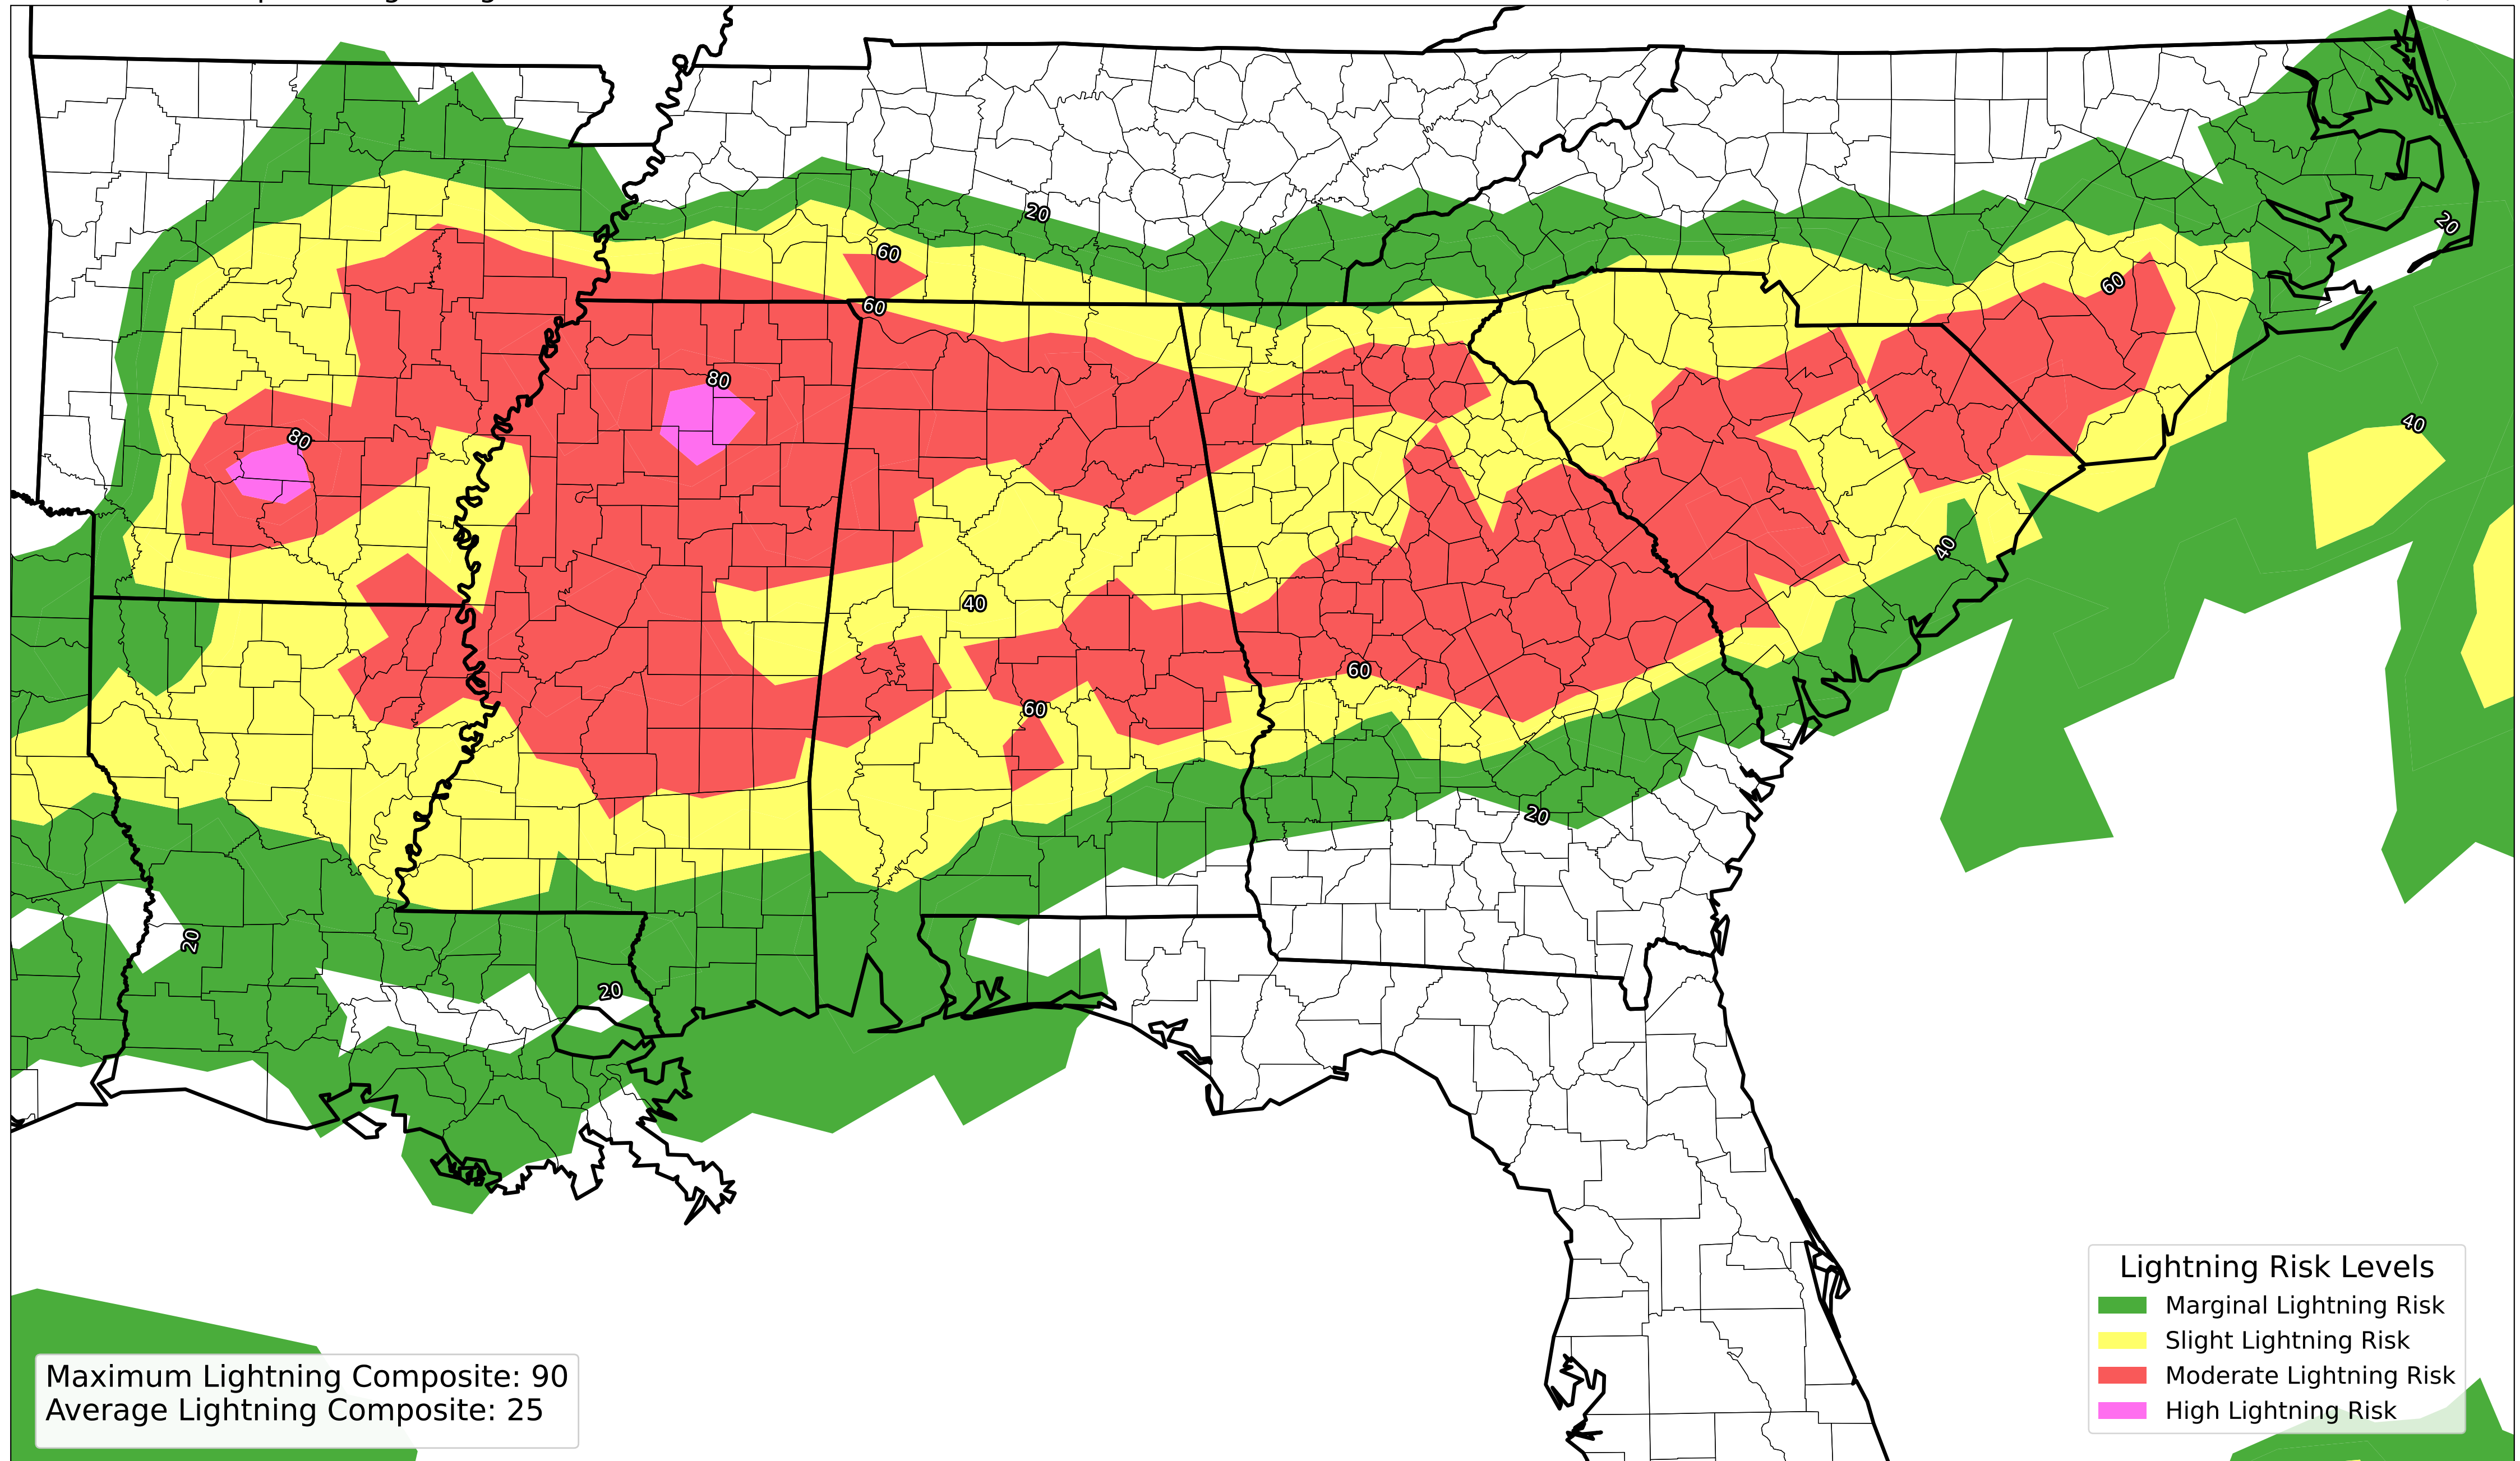 20
60
20
60
60
80
40
80
40
40
60
60
20
20
20
Lightning Risk Levels
Marginal Lightning Risk
Slight Lightning Risk
Moderate Lightning Risk
High Lightning Risk
Maximum Lightning Composite: 90
Average Lightning Composite: 25